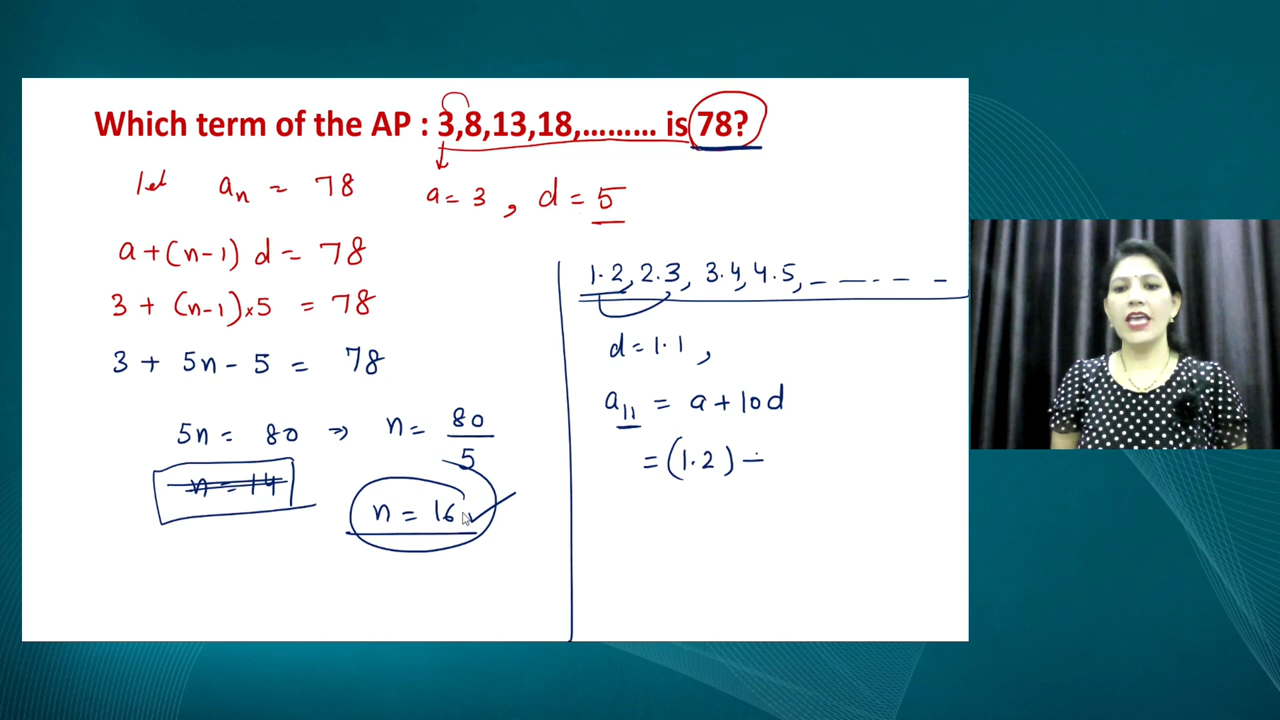 Which term of the AP : 3,8,13,18,......... is 78?
let aₙ = 78
a = 3 , d = 5
a + (n-1) d = 78
3 + (n-1)×5 = 78
3 + 5n - 5 = 78
5n = 80 ⇒ n = 80/5
n = 14
n = 16
1.2, 2.3, 3.4, 4.5, _ _ . _ _
d = 1.1 ,
a₁₁ = a + 10d
= (1.2) +